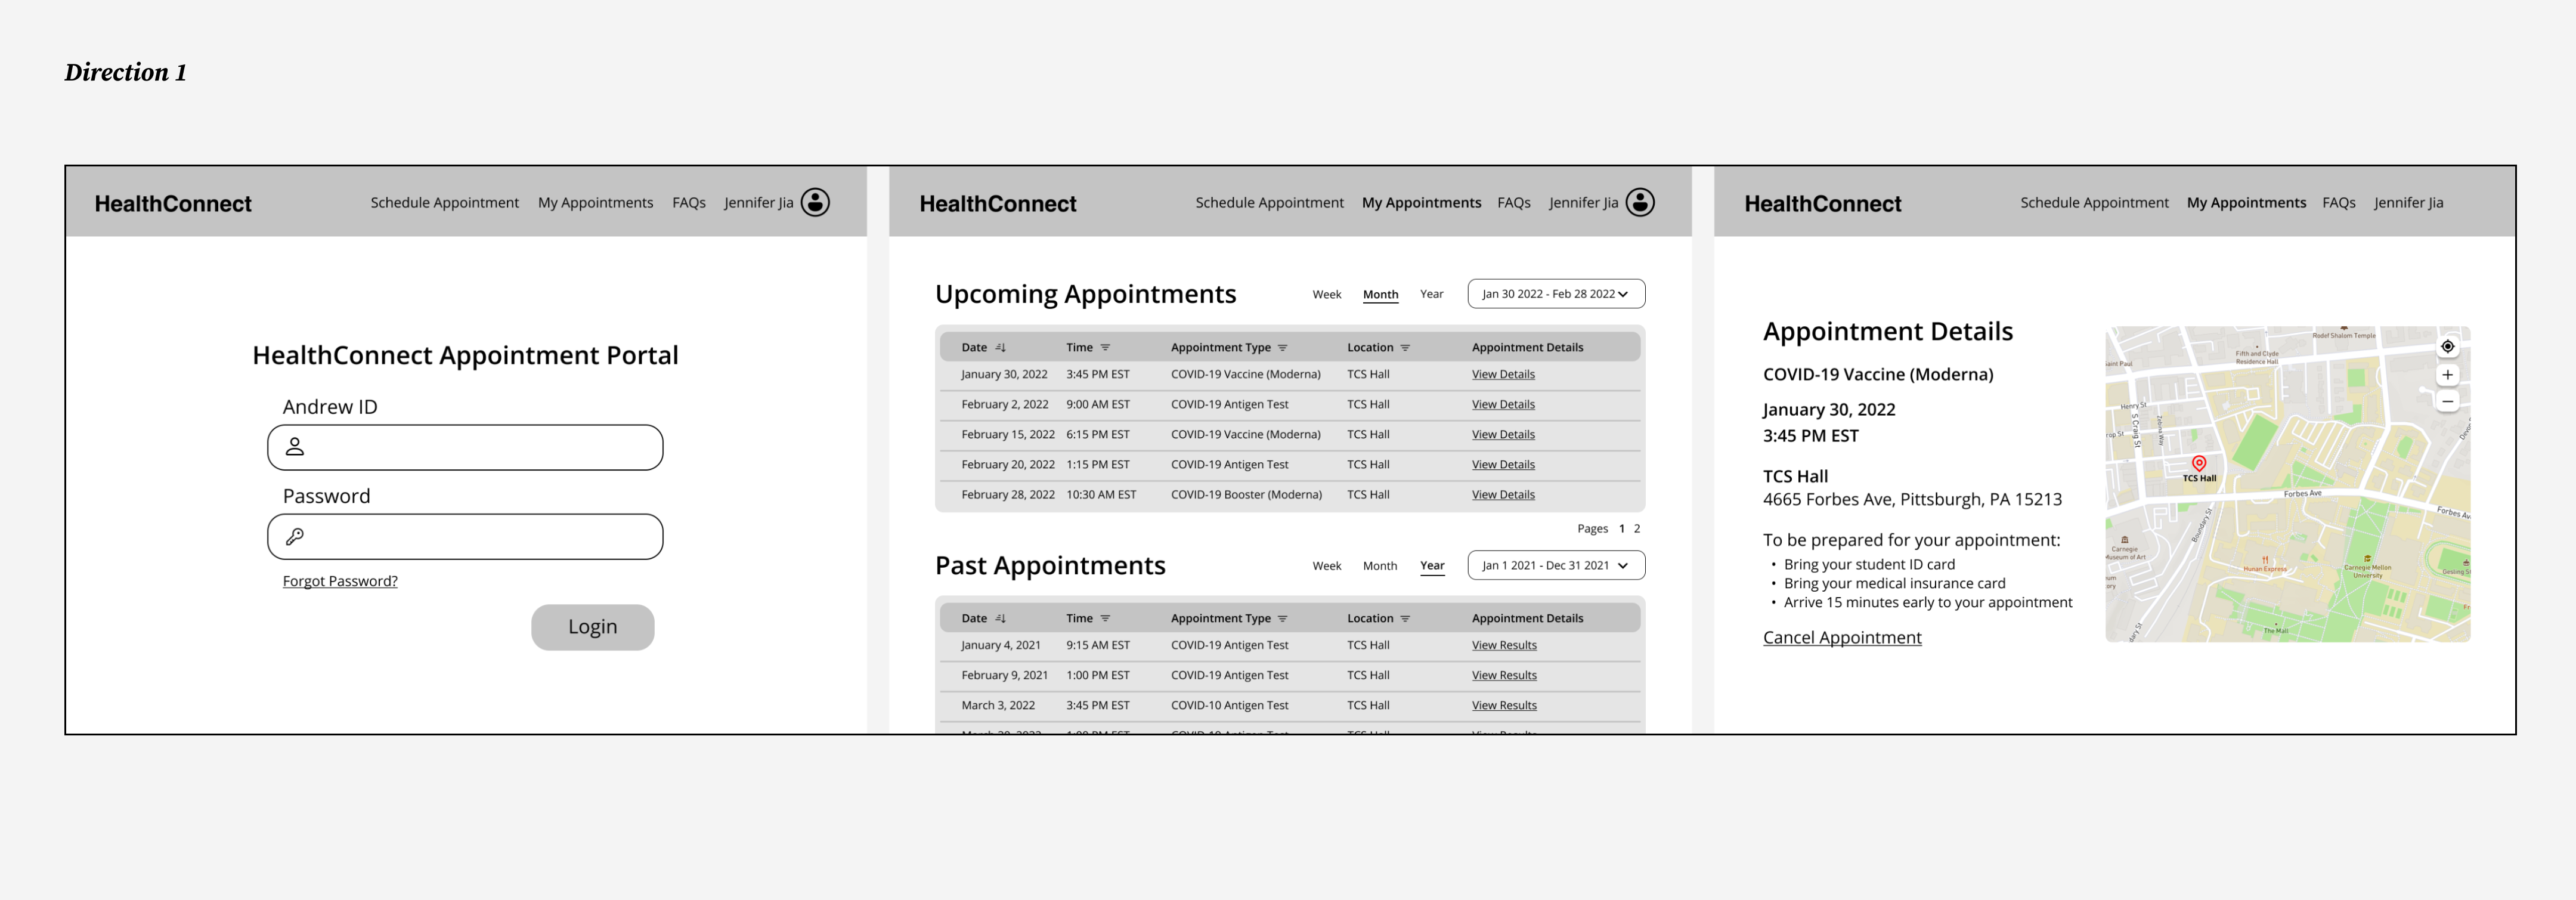 Direction 1
HealthConnect Schedule Appointment My Appointments FAQs Jennifer Jia
HealthConnect Appointment Portal
Andrew ID
Password
Forgot Password?
Login
HealthConnect Schedule Appointment My Appointments FAQs Jennifer Jia
Upcoming Appointments Week Month Year Jan 30 2022 - Feb 28 2022
Date Time Appointment Type Location Appointment Details
January 30, 2022 3:45 PM EST COVID-19 Vaccine (Moderna) TCS Hall View Details
February 2, 2022 9:00 AM EST COVID-19 Antigen Test TCS Hall View Details
February 15, 2022 6:15 PM EST COVID-19 Vaccine (Moderna) TCS Hall View Details
February 20, 2022 1:15 PM EST COVID-19 Antigen Test TCS Hall View Details
February 28, 2022 10:30 AM EST COVID-19 Booster (Moderna) TCS Hall View Details
Pages 1 2
Past Appointments Week Month Year Jan 1 2021 - Dec 31 2021
Date Time Appointment Type Location Appointment Details
January 4, 2021 9:15 AM EST COVID-19 Antigen Test TCS Hall View Results
February 9, 2021 1:00 PM EST COVID-19 Antigen Test TCS Hall View Results
March 3, 2022 3:45 PM EST COVID-10 Antigen Test TCS Hall View Results
HealthConnect Schedule Appointment My Appointments FAQs Jennifer Jia
Appointment Details
COVID-19 Vaccine (Moderna)
January 30, 2022
3:45 PM EST
TCS Hall
4665 Forbes Ave, Pittsburgh, PA 15213
To be prepared for your appointment:
• Bring your student ID card
• Bring your medical insurance card
• Arrive 15 minutes early to your appointment
Cancel Appointment
Rodef Shalom Temple
Fifth and Clyde
Residence Hall
aint Paul
Henry St
S Craig St
rop St
TCS Hall
Forbes Ave
Forbes Av
Boundary St
Carnegie
Museum of Art
Hunan Express
Carnegie Mellon
University
Gesling St
The Mall